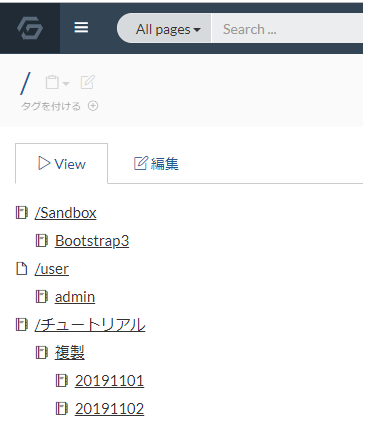 All pages Search ...
/
タグを付ける
View 編集
/Sandbox
Bootstrap3
/user
admin
/チュートリアル
複製
20191101
20191102